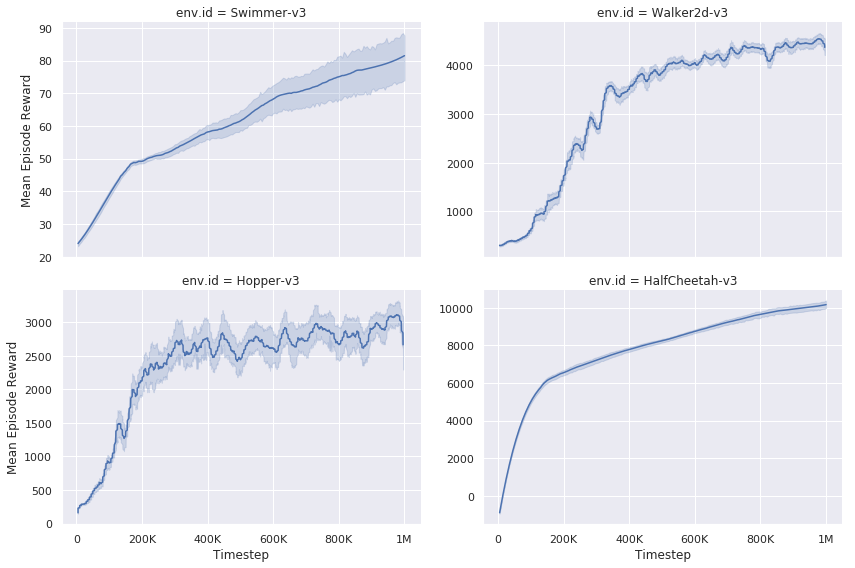 env.id = Swimmer-v3
90
80
70
60
50
40
30
20
Mean Episode Reward
env.id = Walker2d-v3
4000
3000
2000
1000
env.id = Hopper-v3
3000
2500
2000
1500
1000
500
0
Mean Episode Reward
0 200K 400K 600K 800K 1M
Timestep
env.id = HalfCheetah-v3
10000
8000
6000
4000
2000
0
0 200K 400K 600K 800K 1M
Timestep